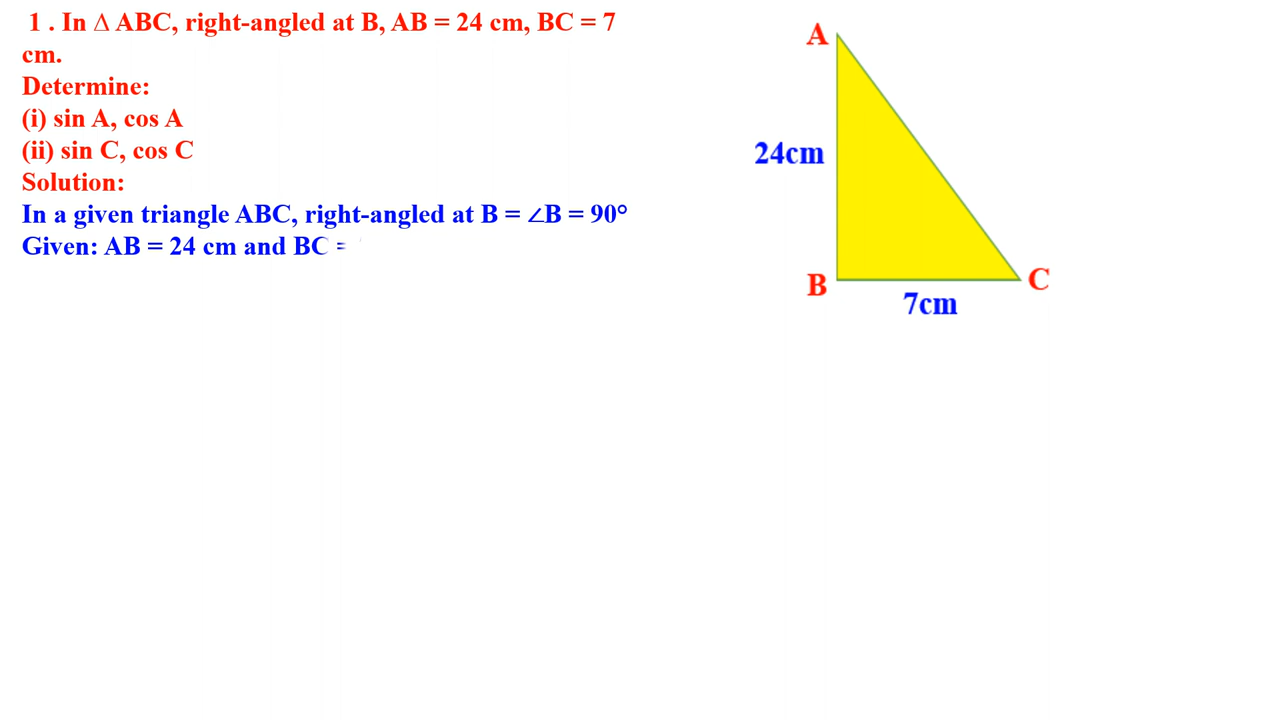 1 . In ∆ ABC, right-angled at B, AB = 24 cm, BC = 7
cm.
Determine:
(i) sin A, cos A
(ii) sin C, cos C
Solution:
In a given triangle ABC, right-angled at B = ∠B = 90°
Given: AB = 24 cm and BC =
A
24cm
B
C
7cm